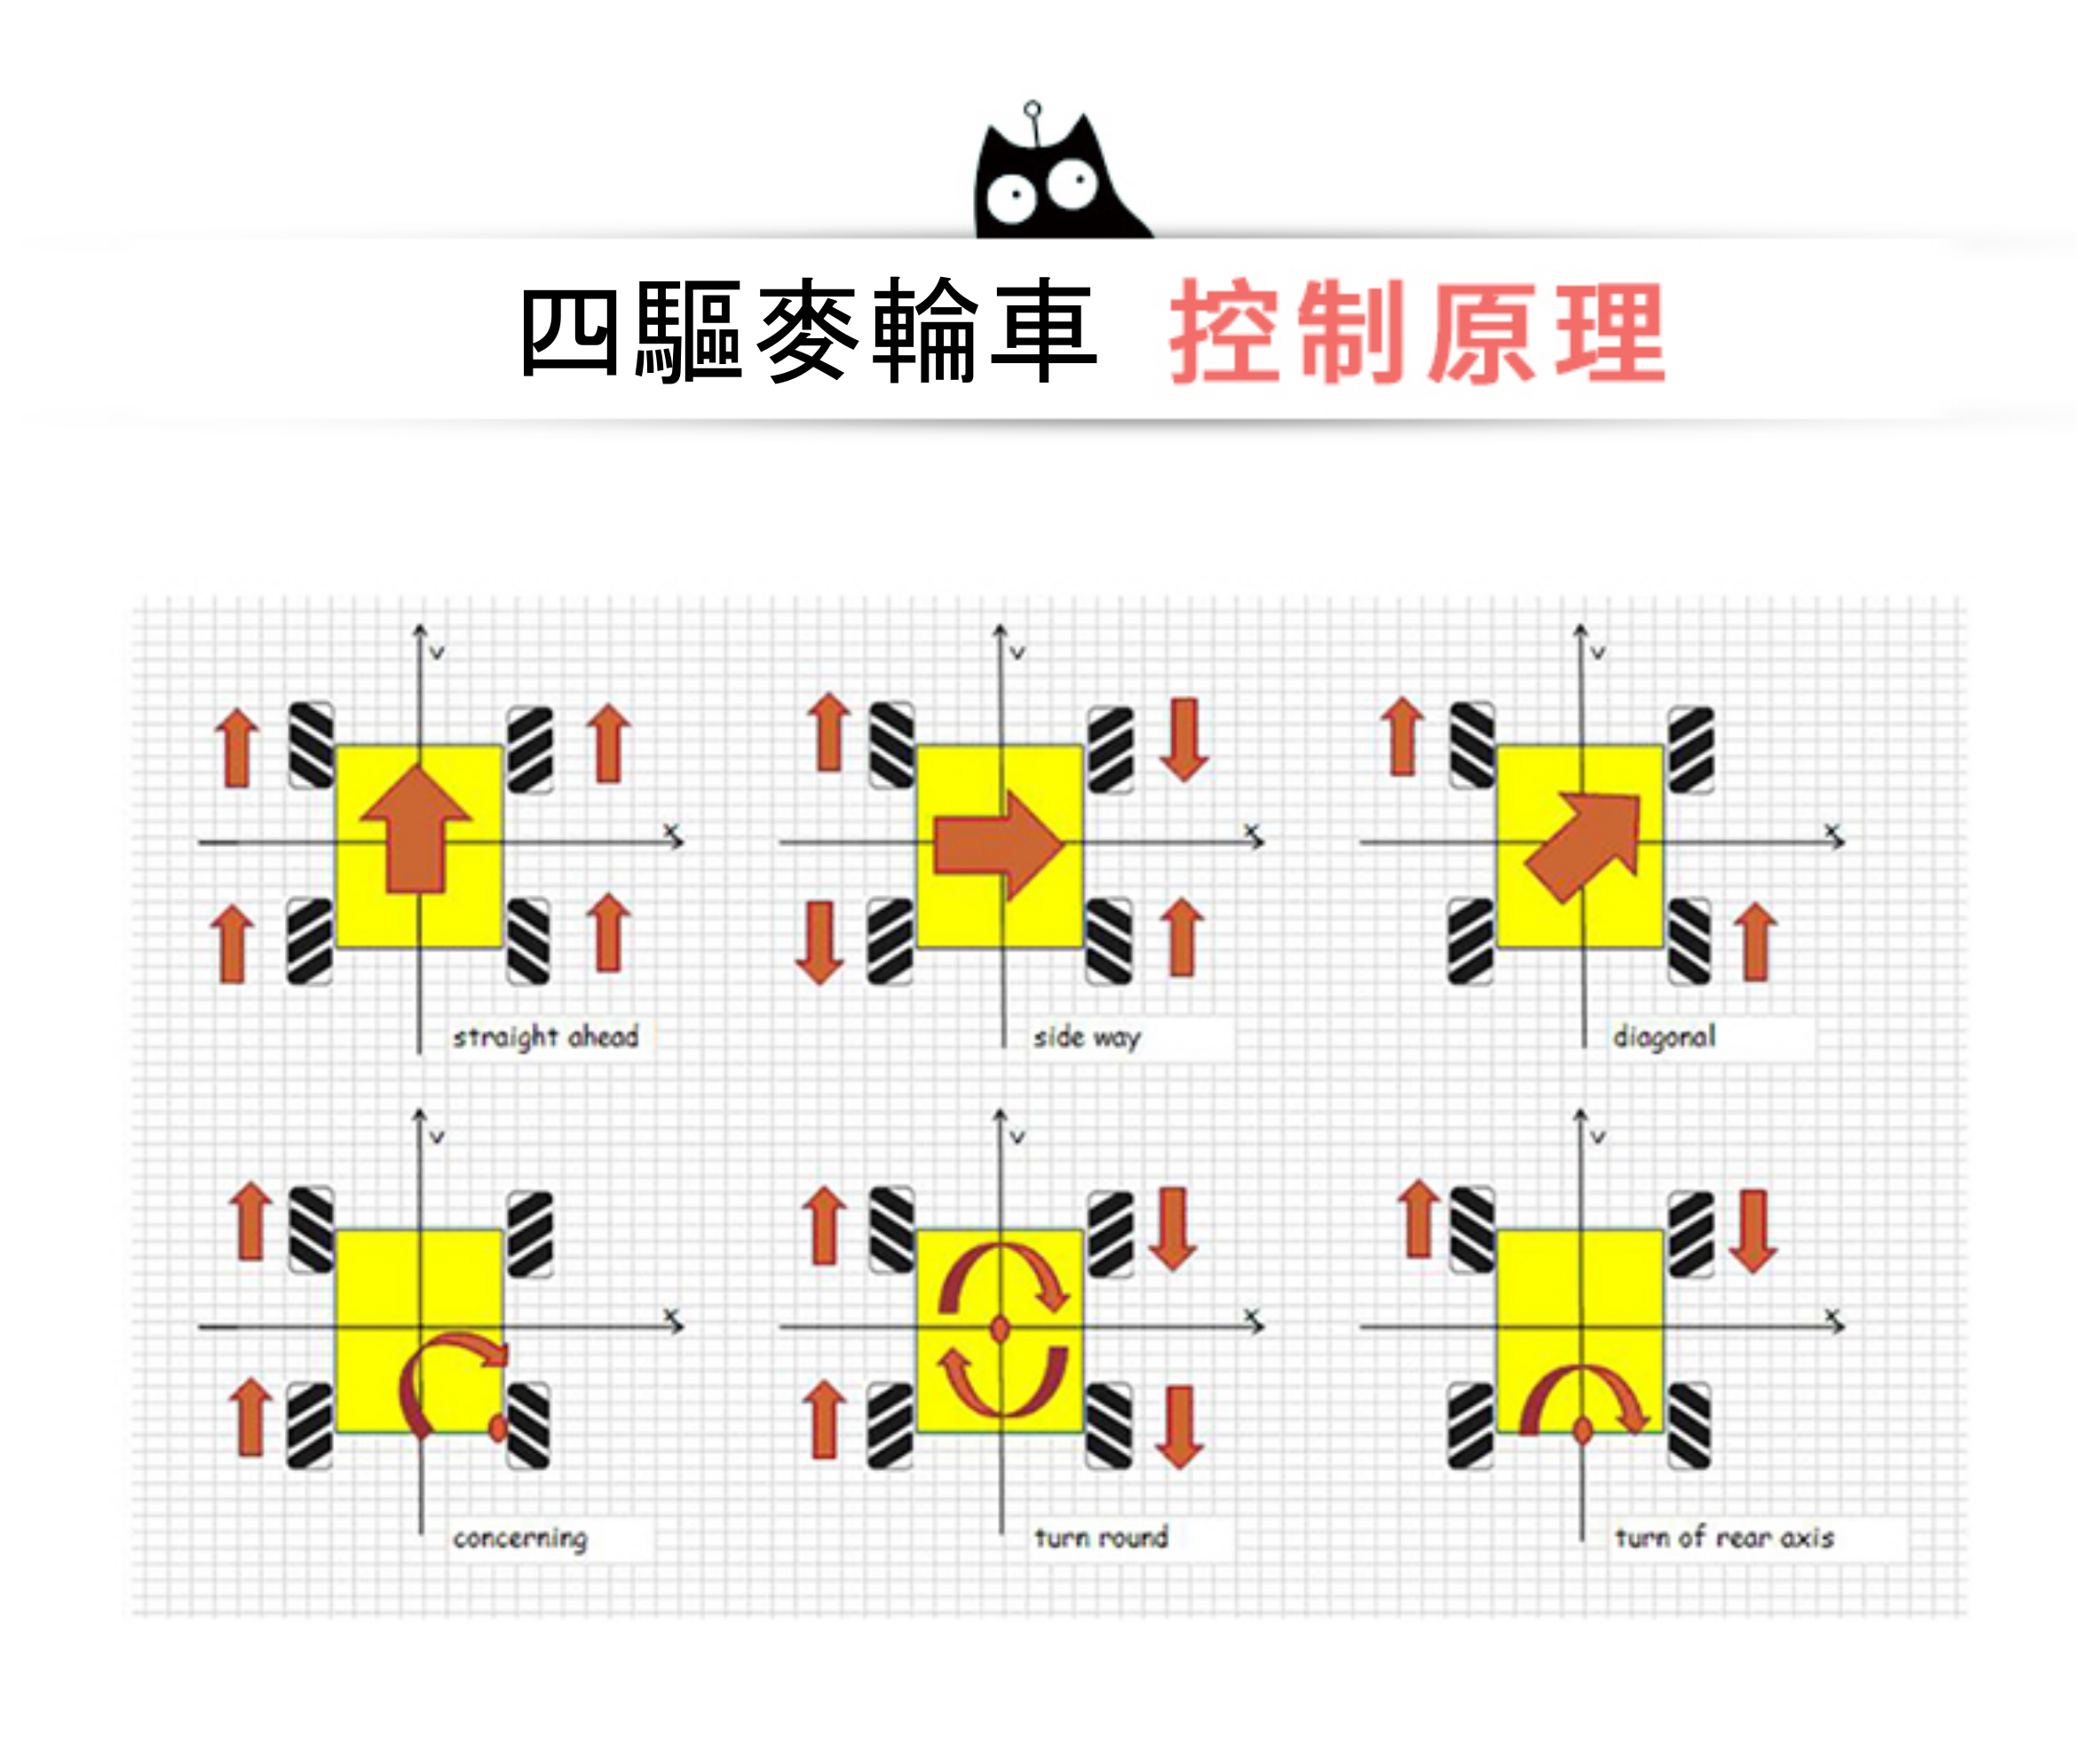 四驅麥輪車 控制原理
v
v
v
x
x
x
straight ahead
side way
diagonal
v
v
v
x
x
x
concerning
turn round
turn of rear axis